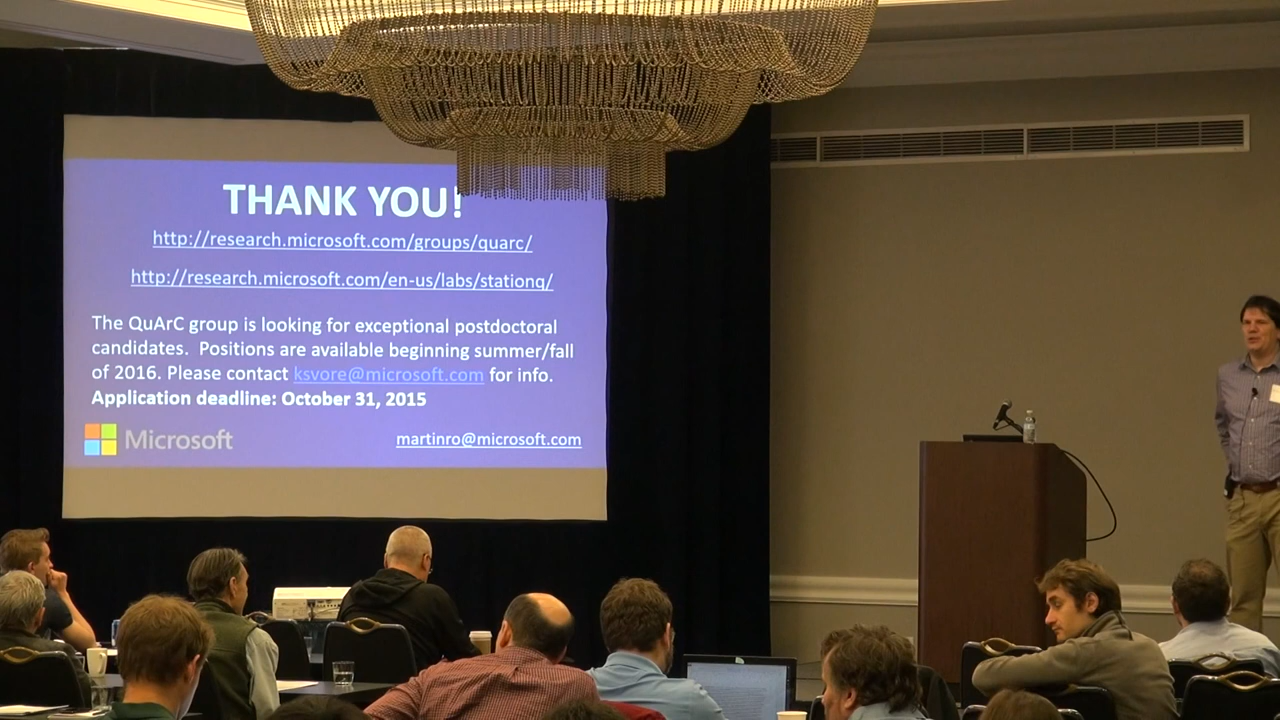 THANK YOU!
http://research.microsoft.com/groups/quarc/
http://research.microsoft.com/en-us/labs/stationq/
The QuArC group is looking for exceptional postdoctoral
candidates. Positions are available beginning summer/fall
of 2016. Please contact ksvore@microsoft.com for info.
Application deadline: October 31, 2015
Microsoft
martinro@microsoft.com